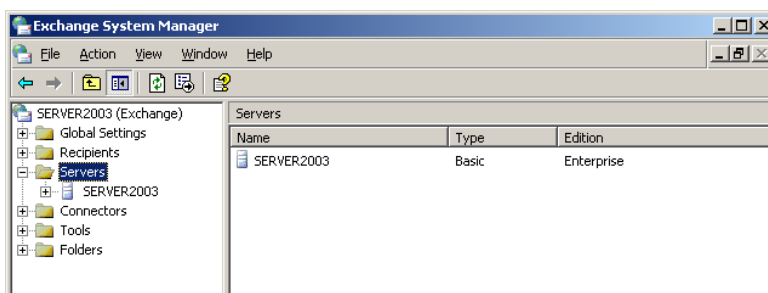 Exchange System Manager
File Action View Window Help
SERVER2003 (Exchange)
Global Settings
Recipients
Servers
SERVER2003
Connectors
Tools
Folders
Servers
Name Type Edition
SERVER2003 Basic Enterprise